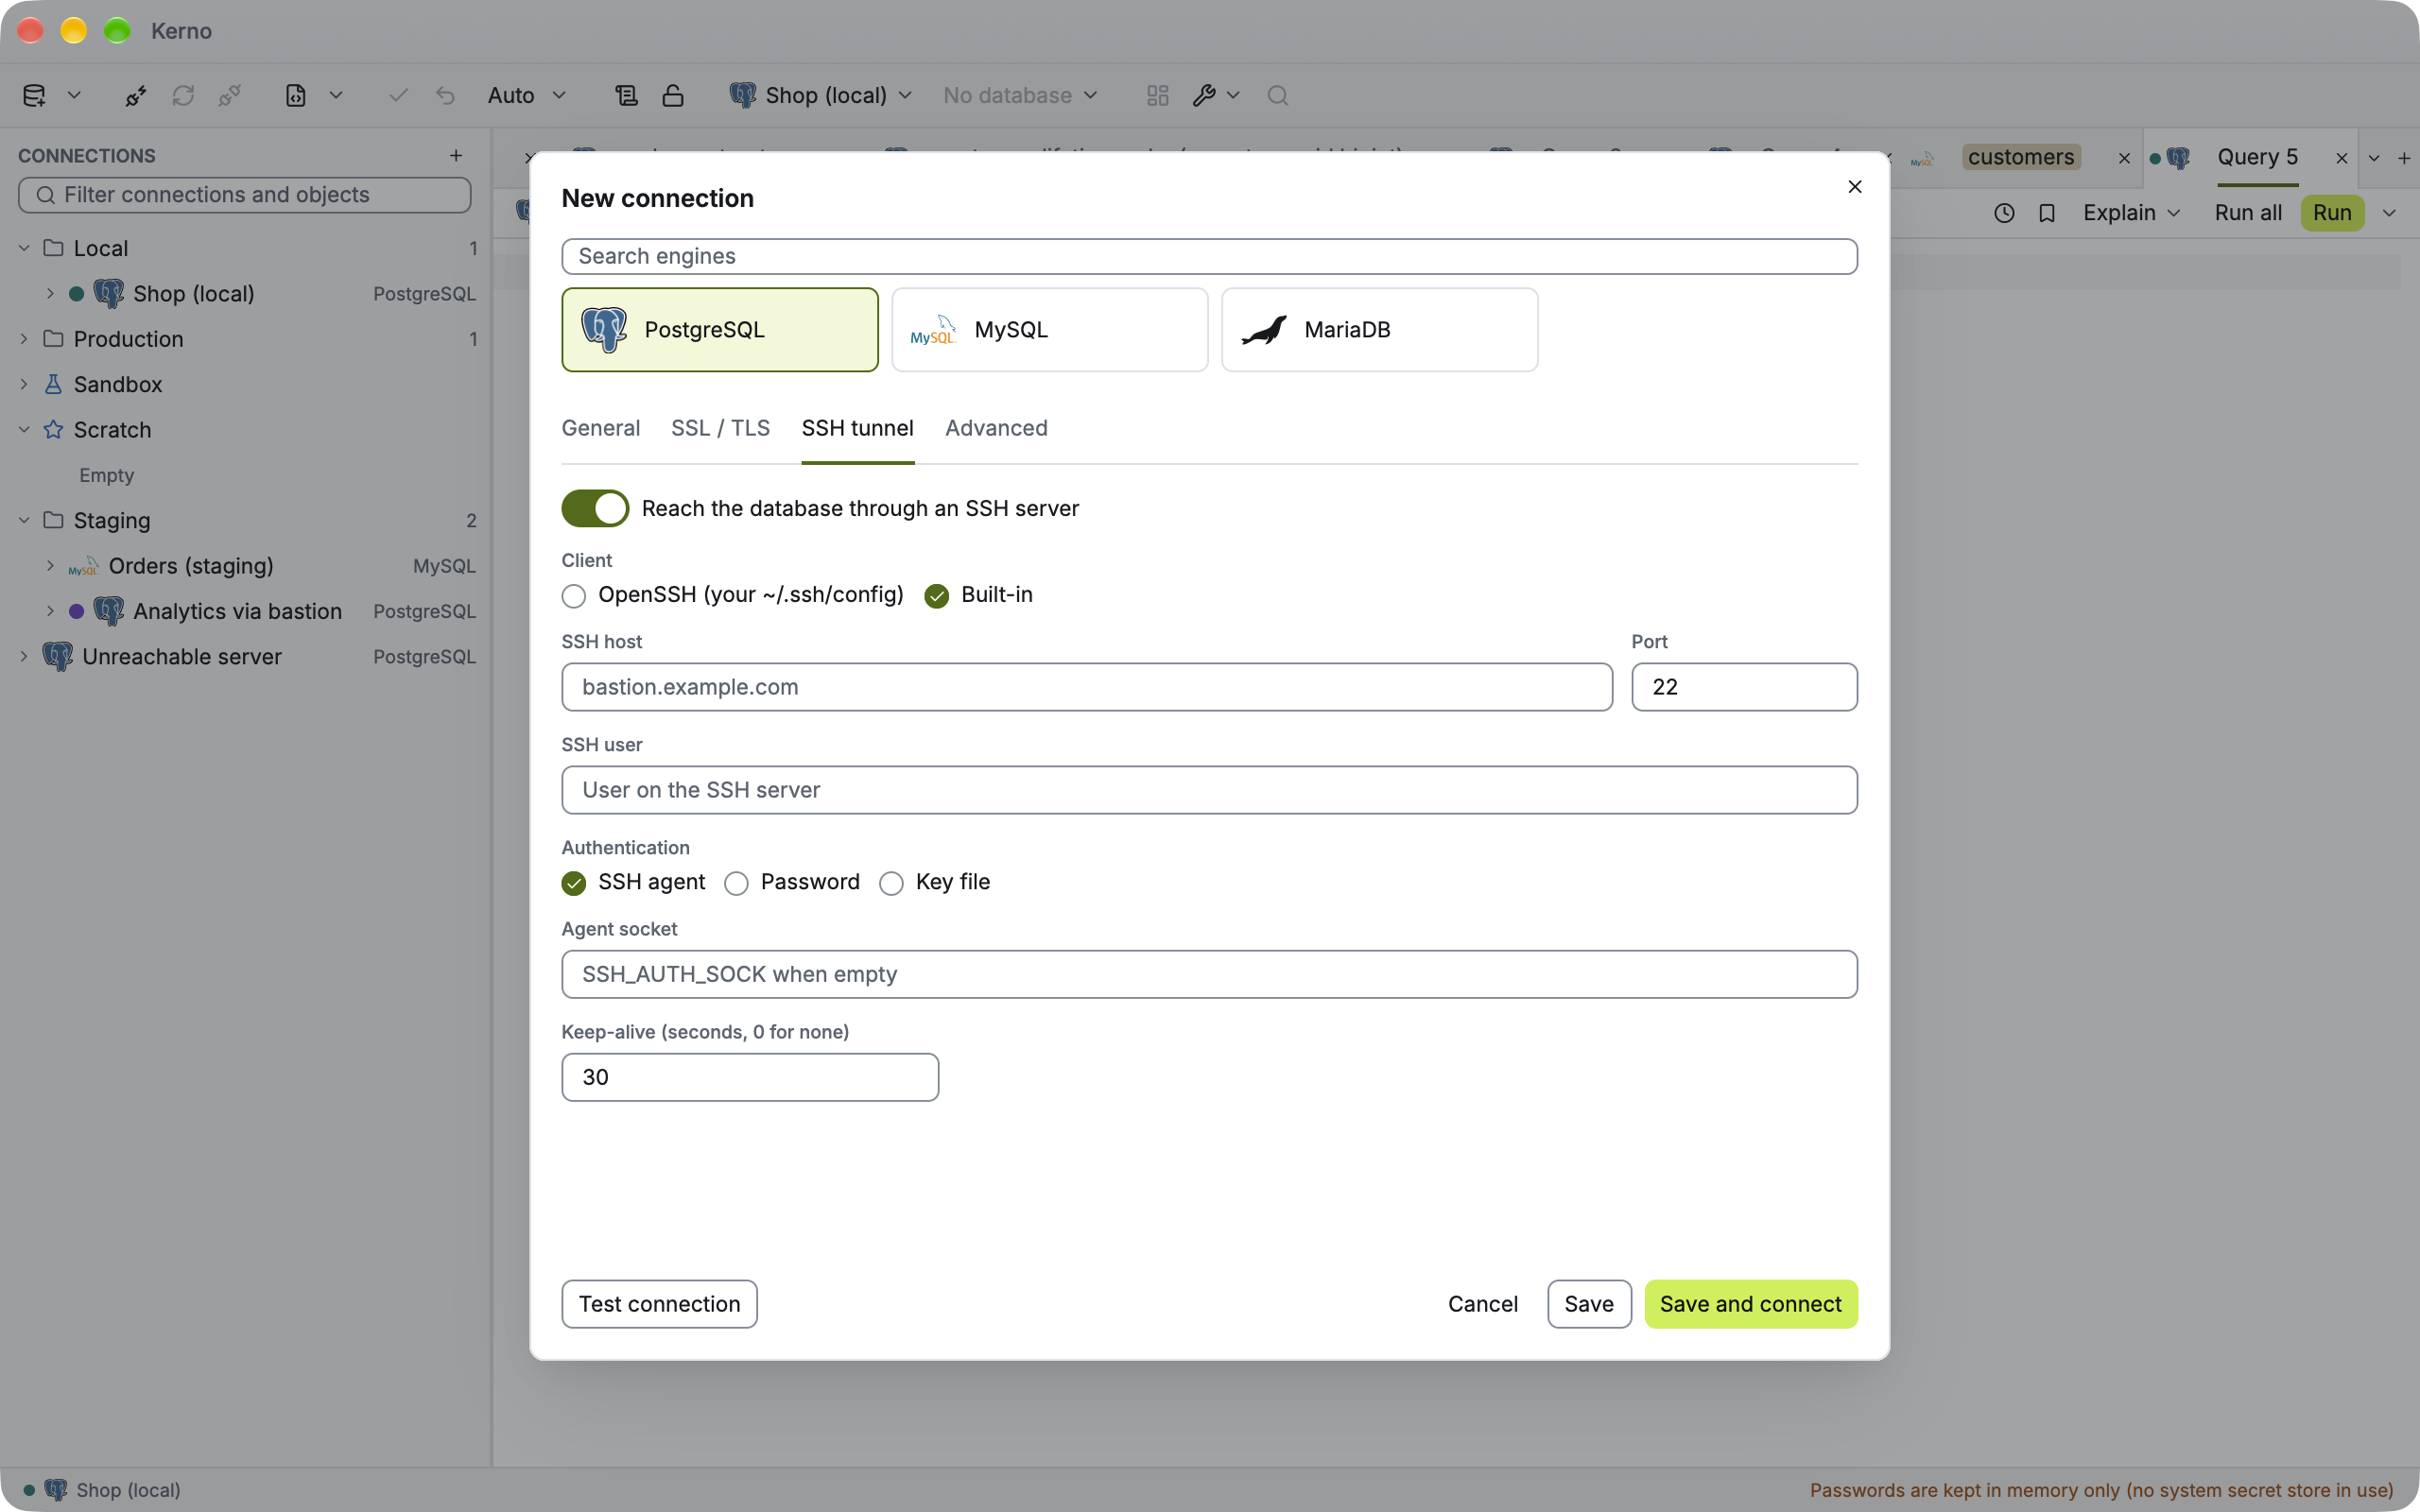 Kerno
Auto
Shop (local)
No database
CONNECTIONS
Filter connections and objects
Local 1
Shop (local) PostgreSQL
Production 1
Sandbox
Scratch
Empty
Staging 2
MySQL Orders (staging) MySQL
Analytics via bastion PostgreSQL
Unreachable server PostgreSQL
MySQL customers
Query 5
Explain
Run all
Run
New connection
Search engines
PostgreSQL
MySQL MySQL
MariaDB
General
SSL / TLS
SSH tunnel
Advanced
Reach the database through an SSH server
Client
OpenSSH (your ~/.ssh/config)
Built-in
SSH host
Port
bastion.example.com
22
SSH user
User on the SSH server
Authentication
SSH agent
Password
Key file
Agent socket
SSH_AUTH_SOCK when empty
Keep-alive (seconds, 0 for none)
30
Test connection
Cancel
Save
Save and connect
Shop (local)
Passwords are kept in memory only (no system secret store in use)